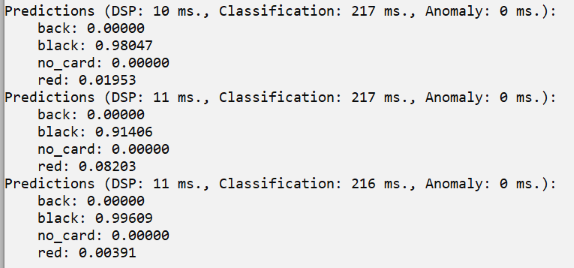 Predictions (DSP: 10 ms., Classification: 217 ms., Anomaly: 0 ms.):
back: 0.00000
black: 0.98047
no_card: 0.00000
red: 0.01953
Predictions (DSP: 11 ms., Classification: 217 ms., Anomaly: 0 ms.):
back: 0.00000
black: 0.91406
no_card: 0.00000
red: 0.08203
Predictions (DSP: 11 ms., Classification: 216 ms., Anomaly: 0 ms.):
back: 0.00000
black: 0.99609
no_card: 0.00000
red: 0.00391